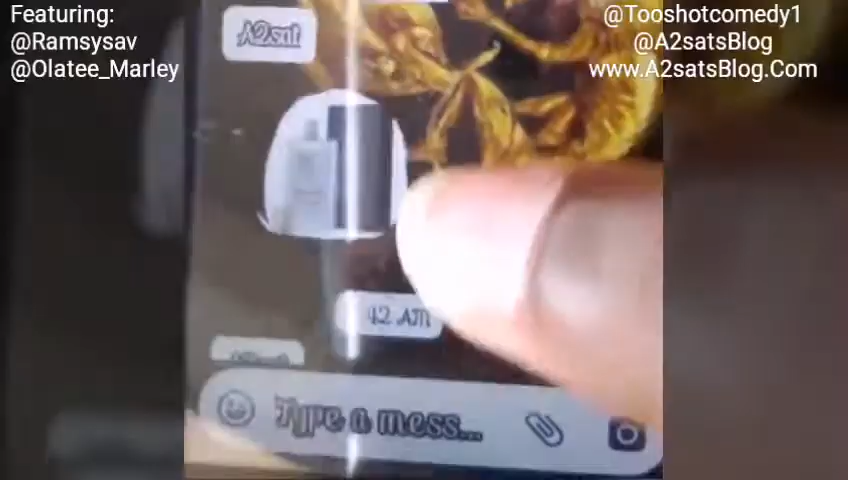 Featuring:
@Ramsysav
@Olatee_Marley
@Tooshotcomedy1
@A2satsBlog
www.A2satsBlog.Com
A2sat
42 AM
Type a mess...